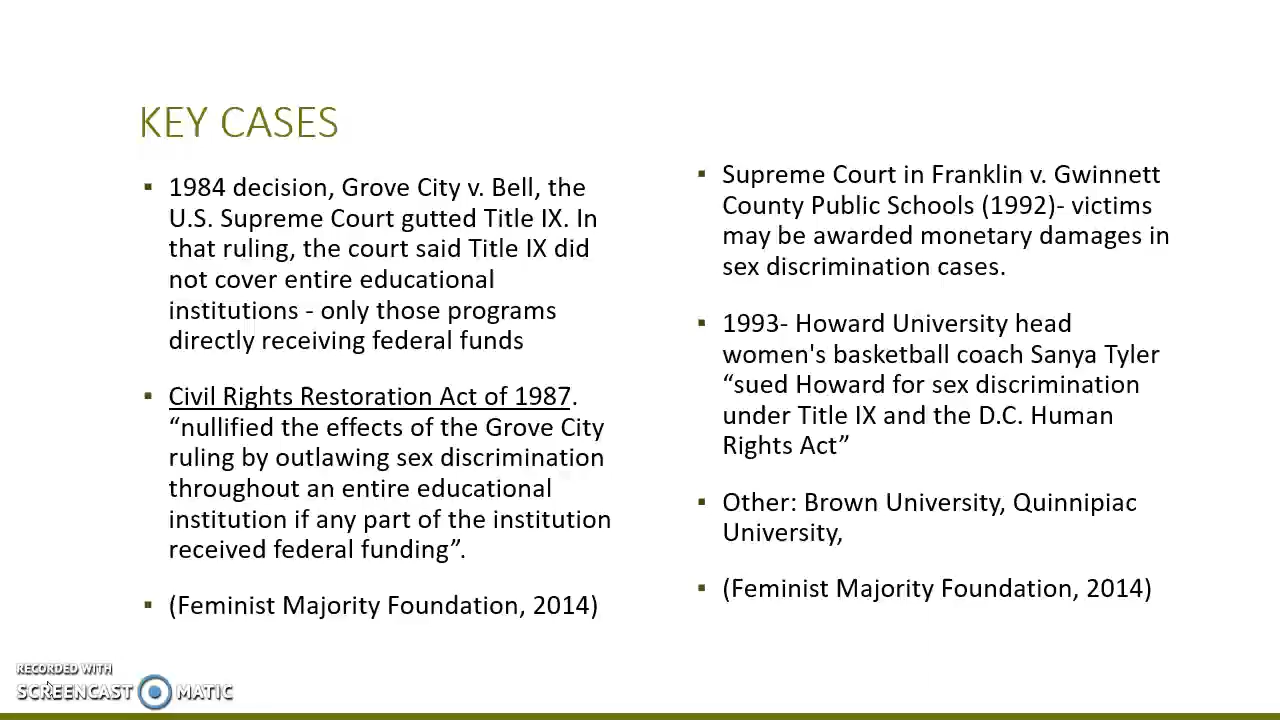 KEY CASES
▪ 1984 decision, Grove City v. Bell, the
U.S. Supreme Court gutted Title IX. In
that ruling, the court said Title IX did
not cover entire educational
institutions - only those programs
directly receiving federal funds
▪ Civil Rights Restoration Act of 1987.
“nullified the effects of the Grove City
ruling by outlawing sex discrimination
throughout an entire educational
institution if any part of the institution
received federal funding”.
▪ (Feminist Majority Foundation, 2014)
▪ Supreme Court in Franklin v. Gwinnett
County Public Schools (1992)- victims
may be awarded monetary damages in
sex discrimination cases.
▪ 1993- Howard University head
women's basketball coach Sanya Tyler
“sued Howard for sex discrimination
under Title IX and the D.C. Human
Rights Act”
▪ Other: Brown University, Quinnipiac
University,
▪ (Feminist Majority Foundation, 2014)
RECORDED WITH
SCREENCAST MATIC